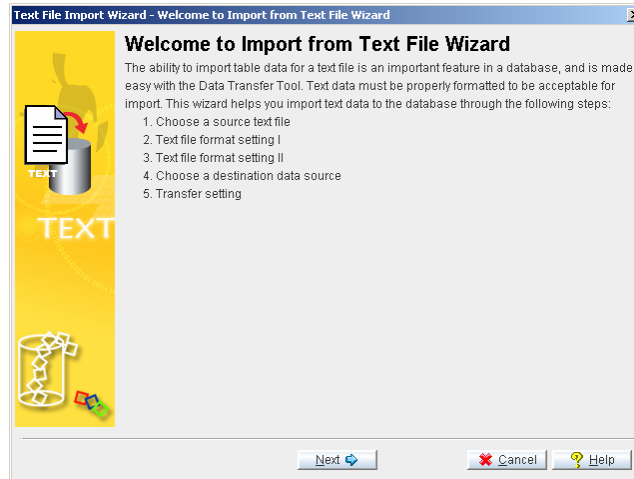 Text File Import Wizard - Welcome to Import from Text File Wizard
Welcome to Import from Text File Wizard
The ability to import table data for a text file is an important feature in a database, and is made
easy with the Data Transfer Tool. Text data must be properly formatted to be acceptable for
import. This wizard helps you import text data to the database through the following steps:
1. Choose a source text file
2. Text file format setting I
3. Text file format setting II
4. Choose a destination data source
5. Transfer setting
TEXT
TEXT
Next
Cancel
Help